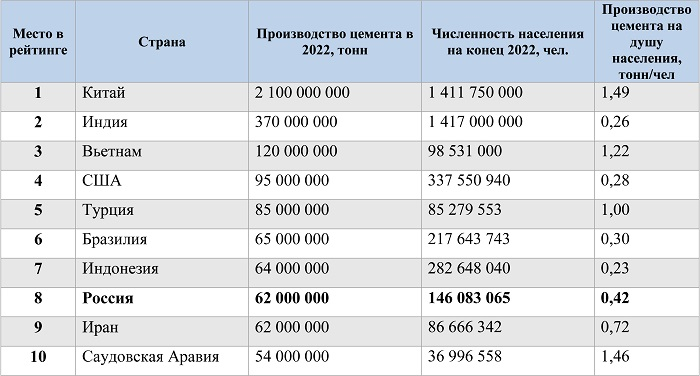 Место в рейтинге | Страна | Производство цемента в 2022, тонн | Численность населения на конец 2022, чел. | Производство цемента на душу населения, тонн/чел
1 | Китай | 2 100 000 000 | 1 411 750 000 | 1,49
2 | Индия | 370 000 000 | 1 417 000 000 | 0,26
3 | Вьетнам | 120 000 000 | 98 531 000 | 1,22
4 | США | 95 000 000 | 337 550 940 | 0,28
5 | Турция | 85 000 000 | 85 279 553 | 1,00
6 | Бразилия | 65 000 000 | 217 643 743 | 0,30
7 | Индонезия | 64 000 000 | 282 648 040 | 0,23
8 | Россия | 62 000 000 | 146 083 065 | 0,42
9 | Иран | 62 000 000 | 86 666 342 | 0,72
10 | Саудовская Аравия | 54 000 000 | 36 996 558 | 1,46